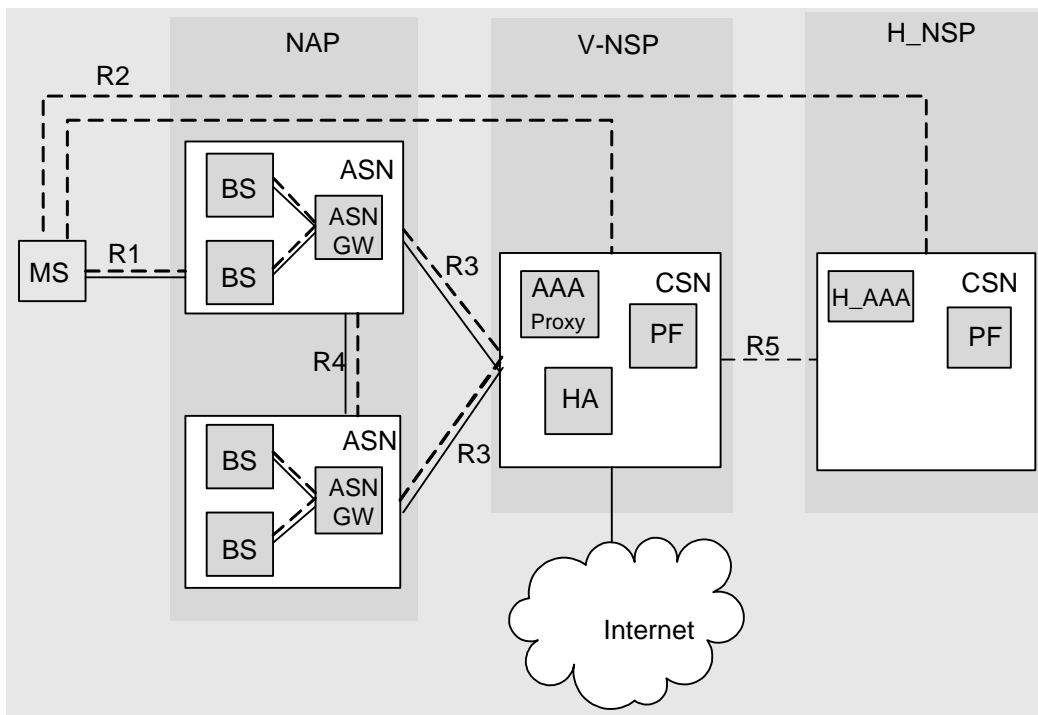 NAP
V-NSP
H_NSP
R2
ASN
BS
ASN
GW
BS
MS
R1
R3
CSN
AAA
Proxy
PF
HA
R5
CSN
H_AAA
PF
R4
ASN
R3
BS
ASN
GW
BS
Internet